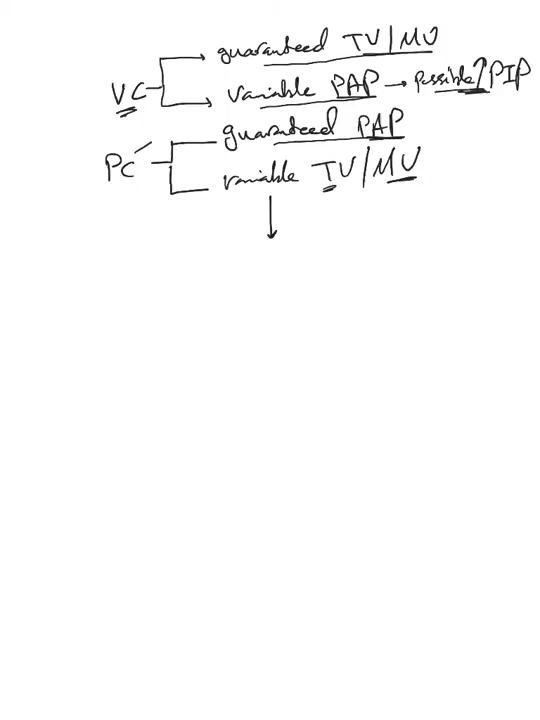 guaranteed TV/MV
VC variable PAP → possible ↑ PIP
guaranteed PAP
PC
variable TV/MV